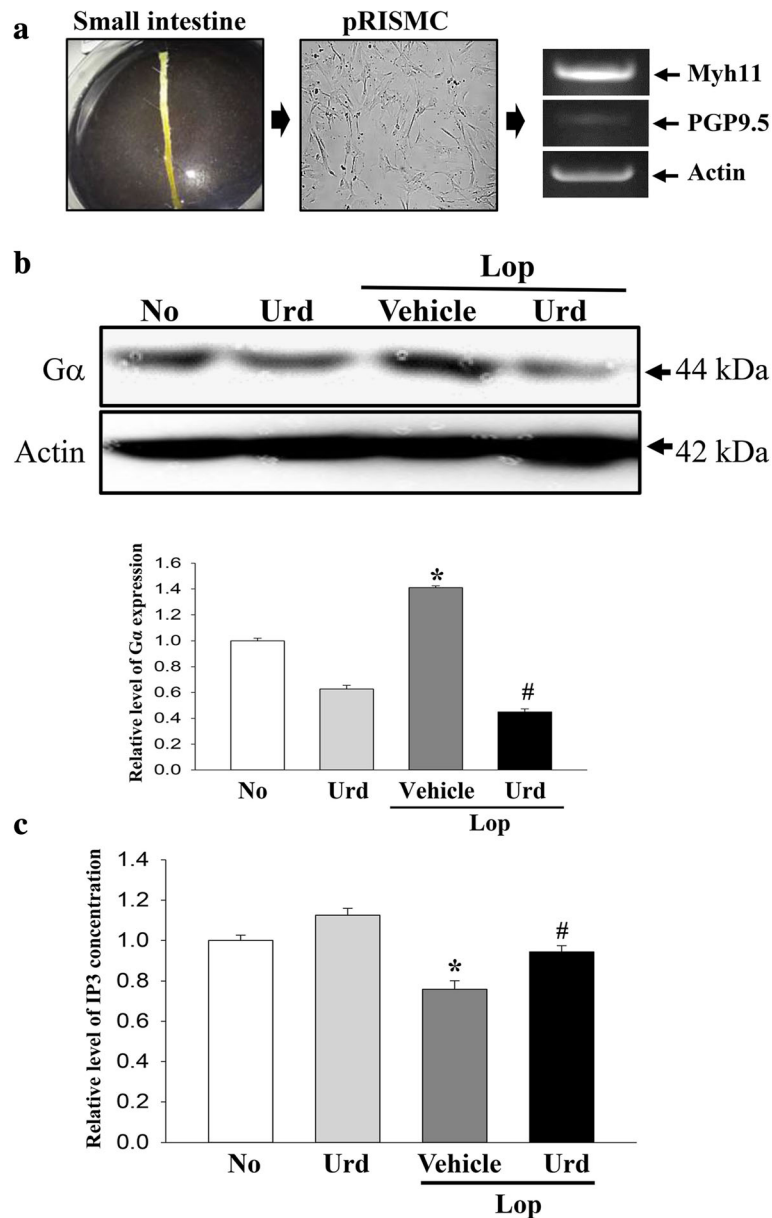 a
Small intestine
pRISMC
Myh11
PGP9.5
Actin
b
Lop
No Urd Vehicle Urd
Gα
44 kDa
Actin
42 kDa
Relative level of Gα expression
1.6
1.4
1.2
1.0
0.8
0.6
0.4
0.2
0.0
*
#
No Urd Vehicle Urd
Lop
c
Relative level of IP3 concentration
1.4
1.2
1.0
0.8
0.6
0.4
0.2
0.0
*
#
No Urd Vehicle Urd
Lop